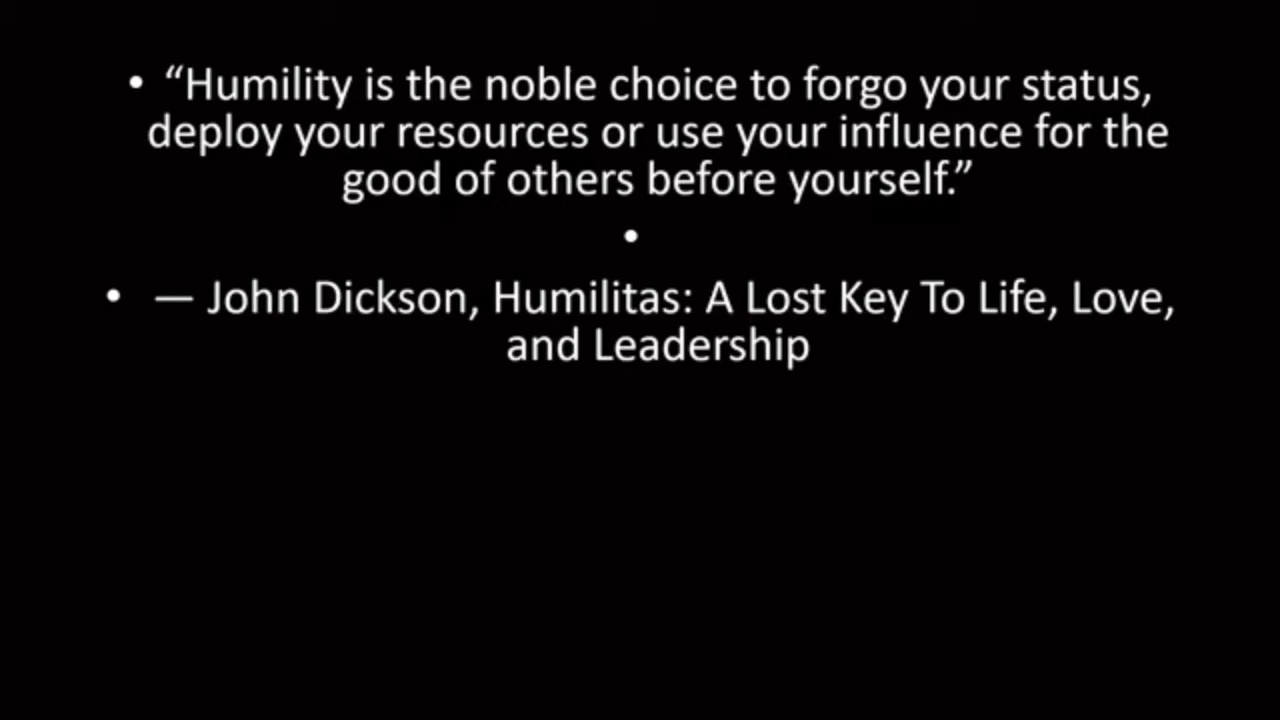 • “Humility is the noble choice to forgo your status,
deploy your resources or use your influence for the
good of others before yourself.”
•
• — John Dickson, Humilitas: A Lost Key To Life, Love,
and Leadership